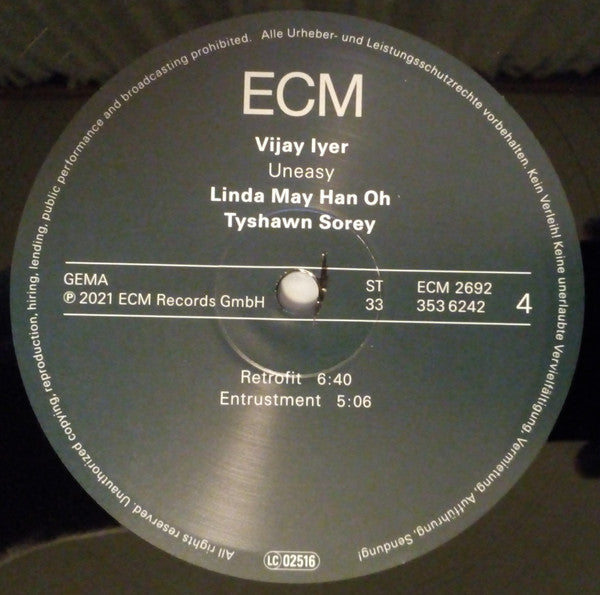 ECM
Vijay Iyer
Uneasy
Linda May Han Oh
Tyshawn Sorey
GEMA
℗ 2021 ECM Records GmbH
ST
33
ECM 2692
353 6242
4
Retrofit 6:40
Entrustment 5:06
LC 02516
All rights reserved. Unauthorized copying, reproduction, hiring, lending, public performance and broadcasting prohibited. Alle Urheber- und Leistungsschutzrechte vorbehalten. Kein Verleih! Keine unerlaubte Vervielfältigung, Vermietung, Aufführung, Sendung!